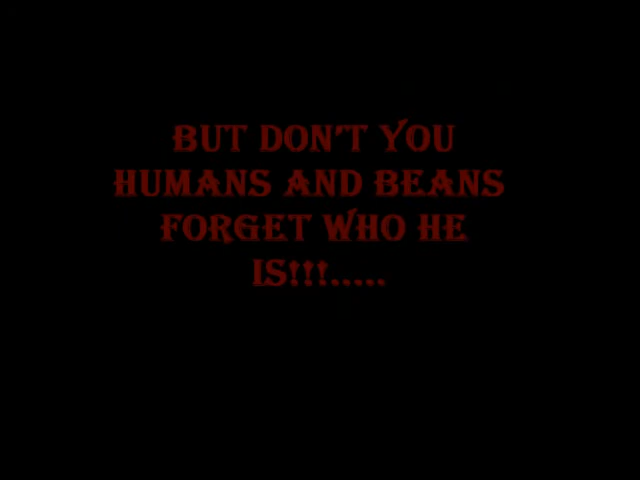 BUT DON'T YOU
HUMANS AND BEANS
FORGET WHO HE
IS!!!.....